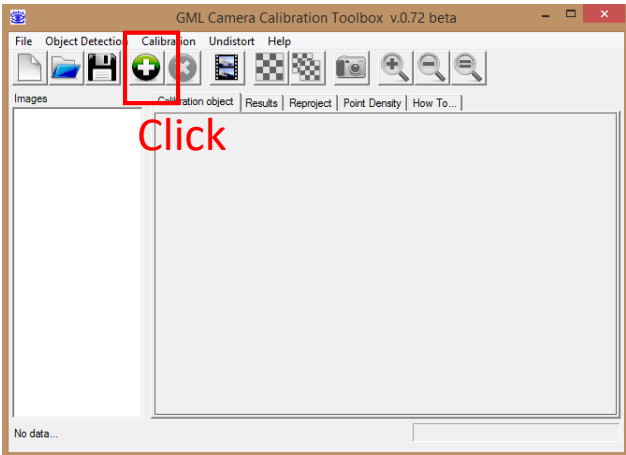 GML Camera Calibration Toolbox v.0.72 beta
File Object Detection Calibration Undistort Help
Images
Calibration object Results Reproject Point Density How To...
Click
No data...